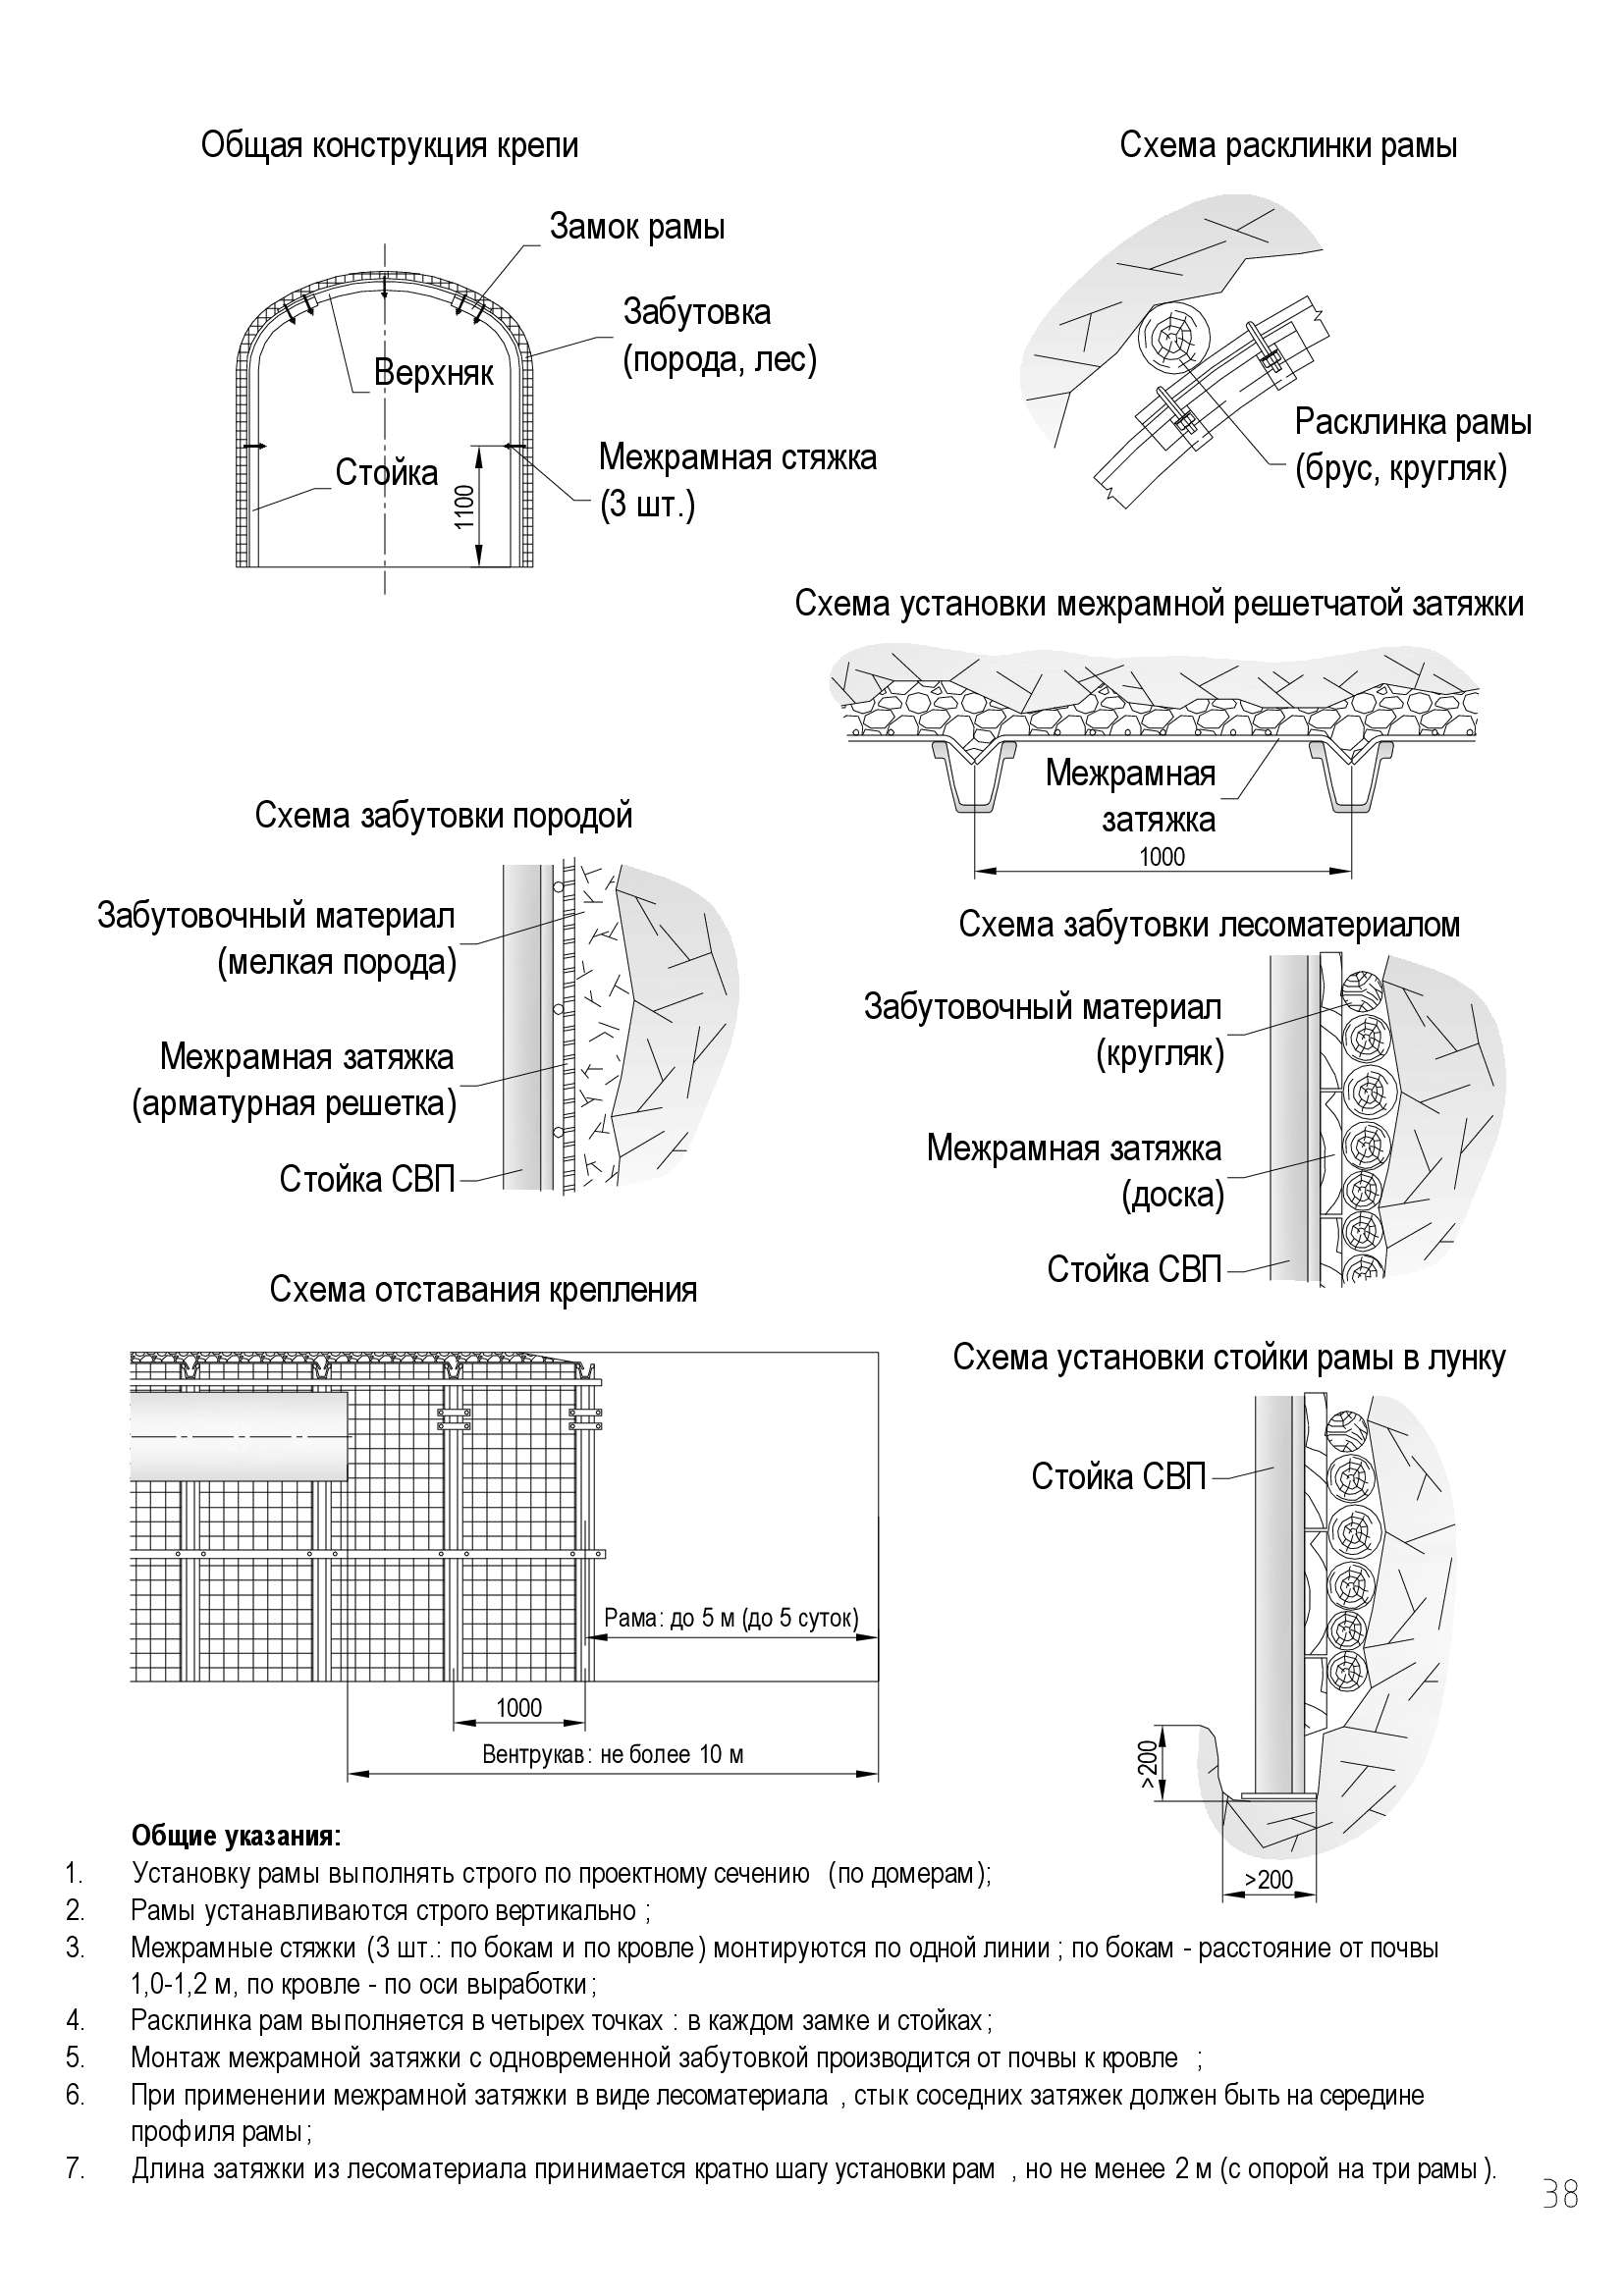 Общая конструкция крепи
Замок рамы
Забутовка
(порода, лес)
Верхняк
Стойка
Межрамная стяжка
(3 шт.)
1100
Схема расклинки рамы
Расклинка рамы
(брус, кругляк)
Схема установки межрамной решетчатой затяжки
Межрамная
затяжка
1000
Схема забутовки породой
Забутовочный материал
(мелкая порода)
Межрамная затяжка
(арматурная решетка)
Стойка СВП
Схема забутовки лесоматериалом
Забутовочный материал
(кругляк)
Межрамная затяжка
(доска)
Стойка СВП
Схема отставания крепления
Рама: до 5 м (до 5 суток)
1000
Вентрукав: не более 10 м
Схема установки стойки рамы в лунку
Стойка СВП
>200
>200
Общие указания:
1. Установку рамы выполнять строго по проектному сечению (по домерам);
2. Рамы устанавливаются строго вертикально ;
3. Межрамные стяжки (3 шт.: по бокам и по кровле) монтируются по одной линии ; по бокам - расстояние от почвы
1,0-1,2 м, по кровле - по оси выработки;
4. Расклинка рам выполняется в четырех точках : в каждом замке и стойках;
5. Монтаж межрамной затяжки с одновременной забутовкой производится от почвы к кровле ;
6. При применении межрамной затяжки в виде лесоматериала , стык соседних затяжек должен быть на середине
профиля рамы;
7. Длина затяжки из лесоматериала принимается кратно шагу установки рам , но не менее 2 м (с опорой на три рамы ).
38